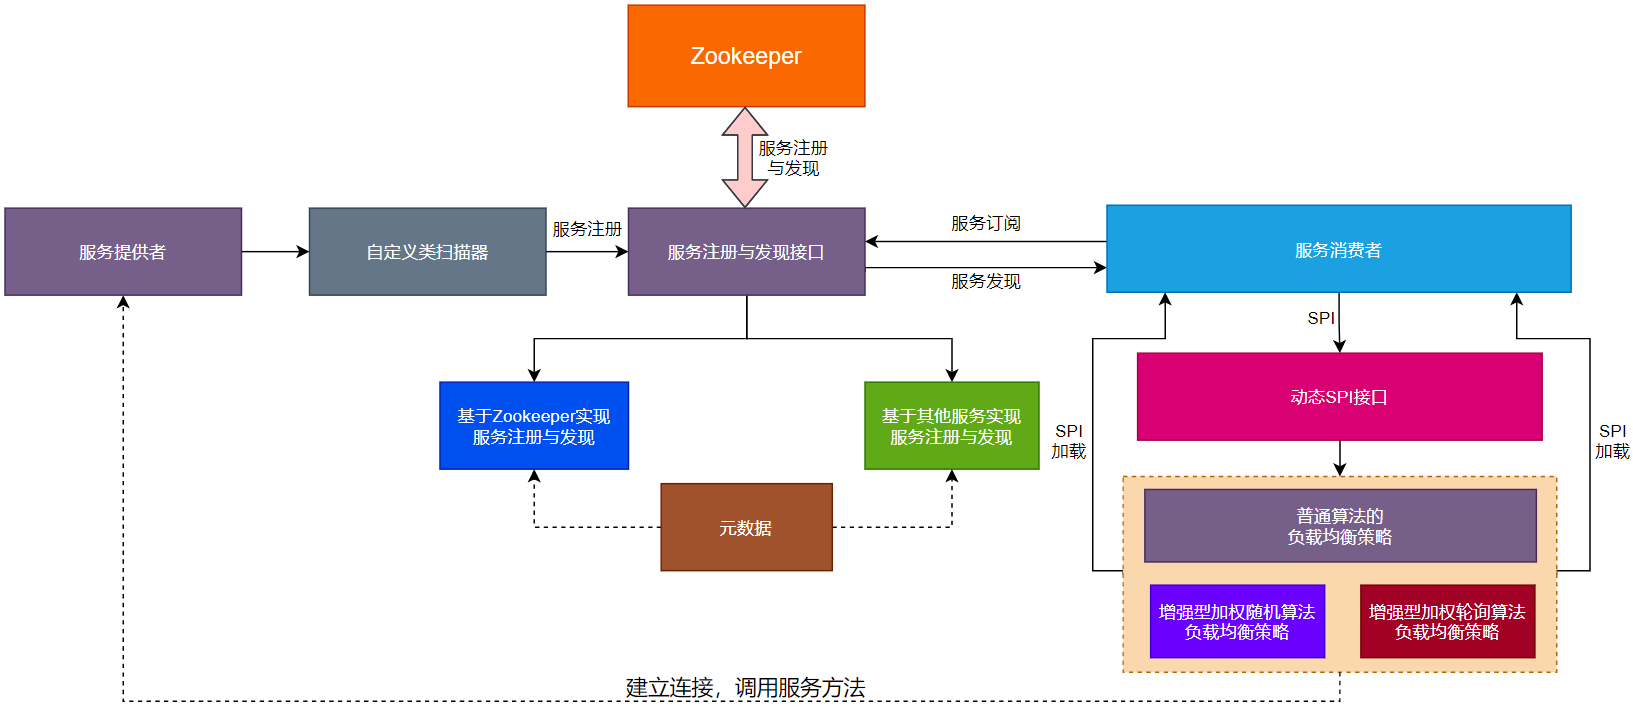 Zookeeper
服务注册
与发现
服务提供者
自定义类扫描器
服务注册
服务注册与发现接口
服务订阅
服务发现
服务消费者
SPI
基于Zookeeper实现
服务注册与发现
基于其他服务实现
服务注册与发现
动态SPI接口
SPI
加载
SPI
加载
元数据
普通算法的
负载均衡策略
增强型加权随机算法
负载均衡策略
增强型加权轮询算法
负载均衡策略
建立连接，调用服务方法